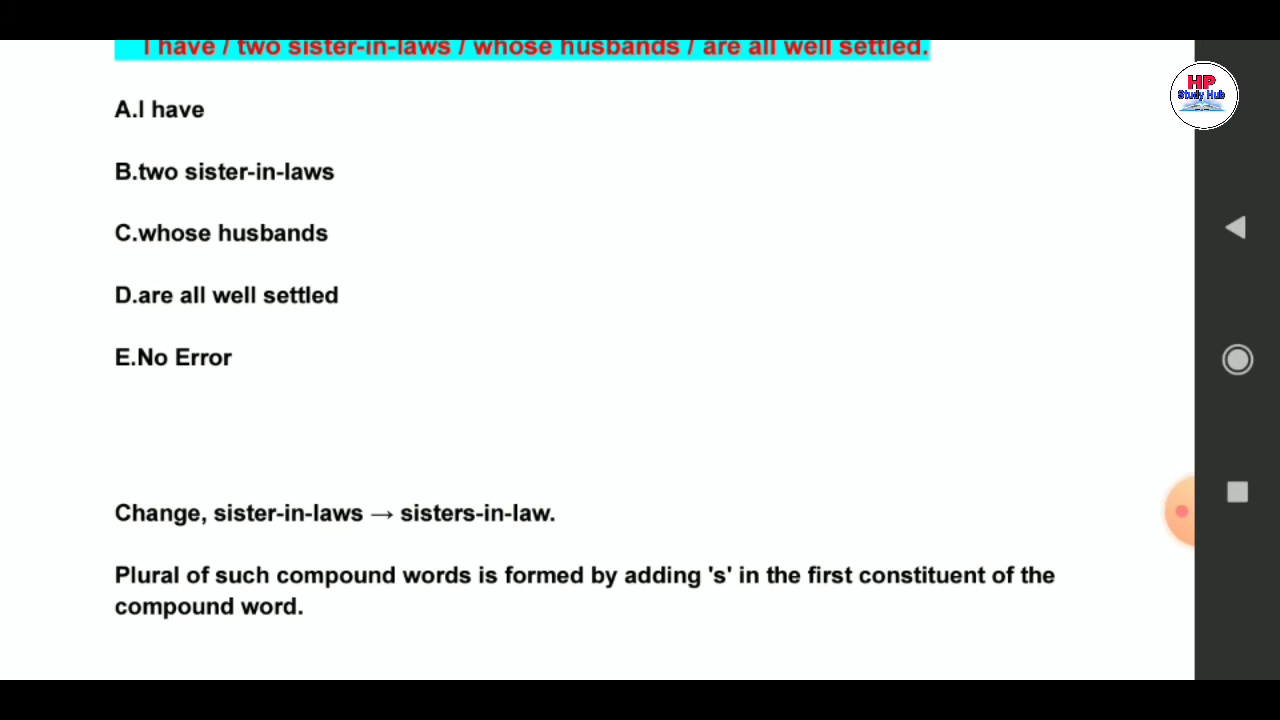 I have / two sister-in-laws / whose husbands / are all well settled.
HP
Study Hub
A.I have
B.two sister-in-laws
C.whose husbands
D.are all well settled
E.No Error
Change, sister-in-laws → sisters-in-law.
Plural of such compound words is formed by adding 's' in the first constituent of the
compound word.